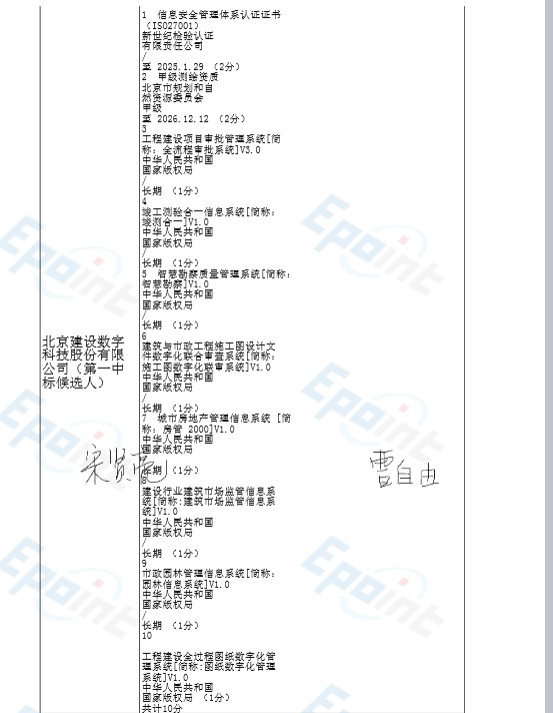 1 信息安全管理体系认证证书
（ISO27001）
新世纪检验认证
有限责任公司
/
至 2025.1.29 （2分）
2 甲级测绘资质
北京市规划和自
然资源委员会
甲级
至 2026.12.12 （2分）
3
工程建设项目审批管理系统[简
称：全流程审批系统]V3.0
中华人民共和国
国家版权局
/
长期 （1分）
4
竣工测验合一信息系统[简称：
竣测合一]V1.0
中华人民共和国
国家版权局
/
长期 （1分）
5 智慧勘察质量管理系统[简称：
智慧勘察]V1.0
中华人民共和国
国家版权局
/
长期 （1分）
6
建筑与市政工程施工图设计文
件数字化联合审查系统[简称：
施工图数字化联审系统]V1.0
中华人民共和国
国家版权局
/
长期 （1分）
7 城市房地产管理信息系统 [简
称：房管 2000]V1.0
中华人民共和国
国家版权局
/
长期 （1分）
8
建设行业建筑市场监管信息系
统[简称:建筑市场监管信息系
统]V1.0
中华人民共和国
国家版权局
/
长期 （1分）
9
市政园林管理信息系统[简称：
园林信息系统]V1.0
中华人民共和国
国家版权局
/
长期 （1分）
10
工程建设全过程图纸数字化管
理系统[简称:图纸数字化管理
系统]V1.0
中华人民共和国
国家版权局 （1分）
共计10分
北京建设数字
科技股份有限
公司（第一中
标候选人）
宋贤亮
曹自由
Epoint
Epoint
Epoint
Epoint
Epoint
Epoint